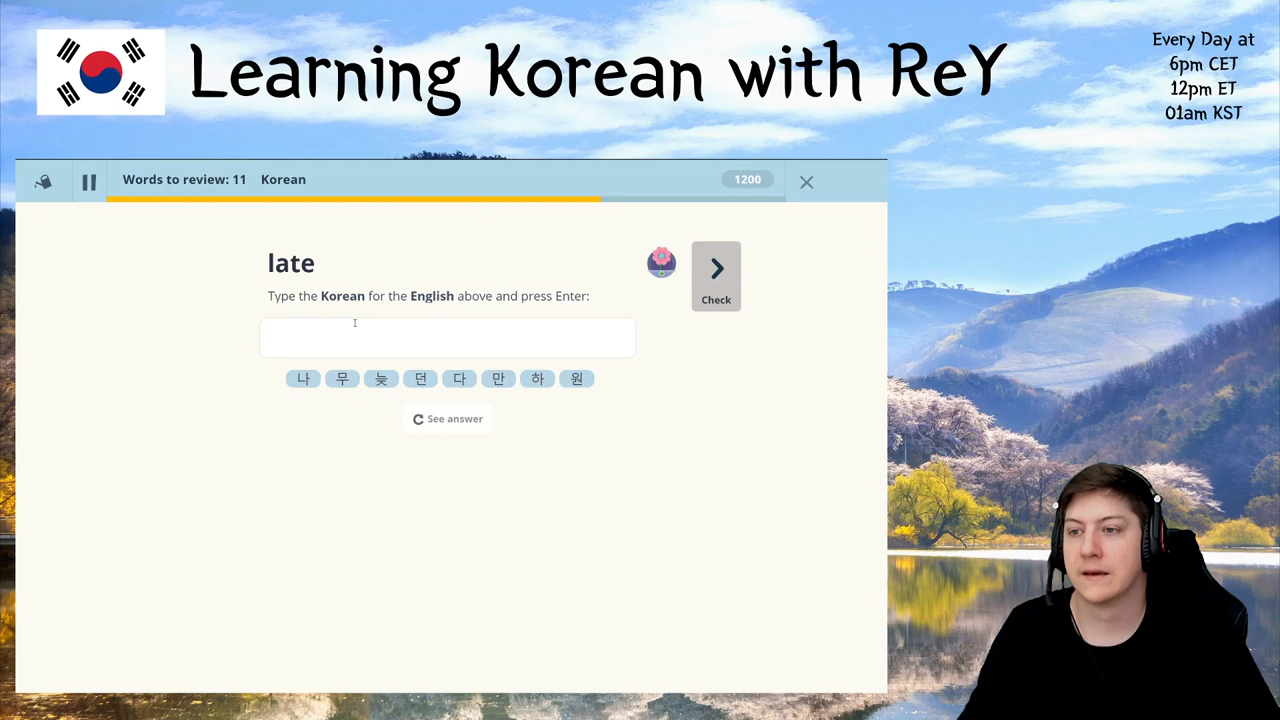 Learning Korean with ReY
Every Day at
6pm CET
12pm ET
01am KST
Words to review: 11 Korean
1200
late
Type the Korean for the English above and press Enter:
Check
나 무 늦 던 다 만 하 원
See answer